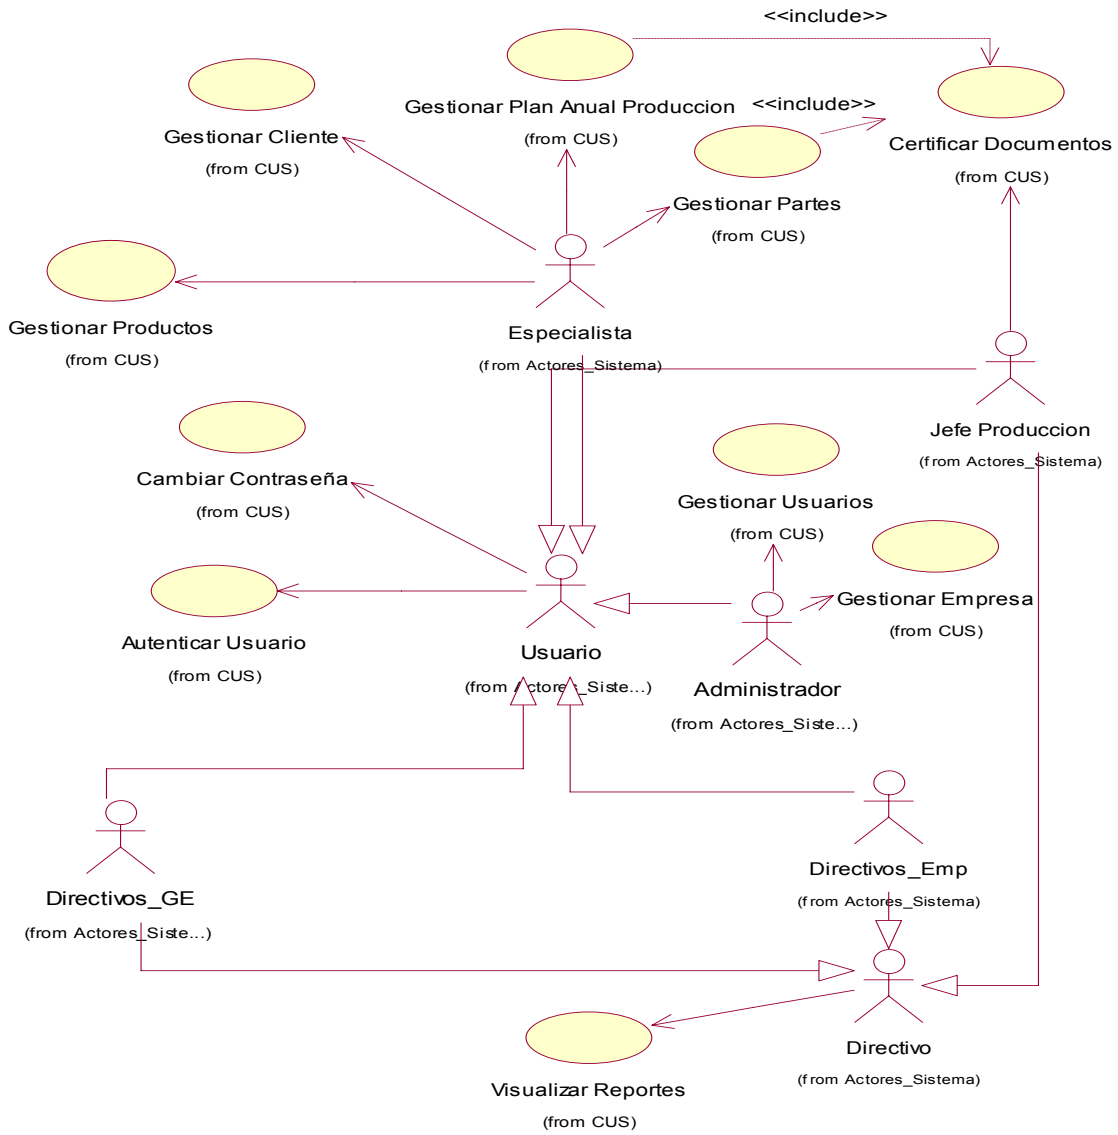 <<include>>
Gestionar Plan Anual Produccion
(from CUS)
<<include>>
Gestionar Cliente
(from CUS)
Certificar Documentos
(from CUS)
Gestionar Partes
(from CUS)
Gestionar Productos
(from CUS)
Especialista
(from Actores_Sistema)
Jefe Produccion
(from Actores_Sistema)
Cambiar Contraseña
(from CUS)
Gestionar Usuarios
(from CUS)
Gestionar Empresa
(from CUS)
Autenticar Usuario
(from CUS)
Usuario
(from Actores_Siste...)
Administrador
(from Actores_Siste...)
Directivos_GE
(from Actores_Siste...)
Directivos_Emp
(from Actores_Sistema)
Directivo
(from Actores_Sistema)
Visualizar Reportes
(from CUS)